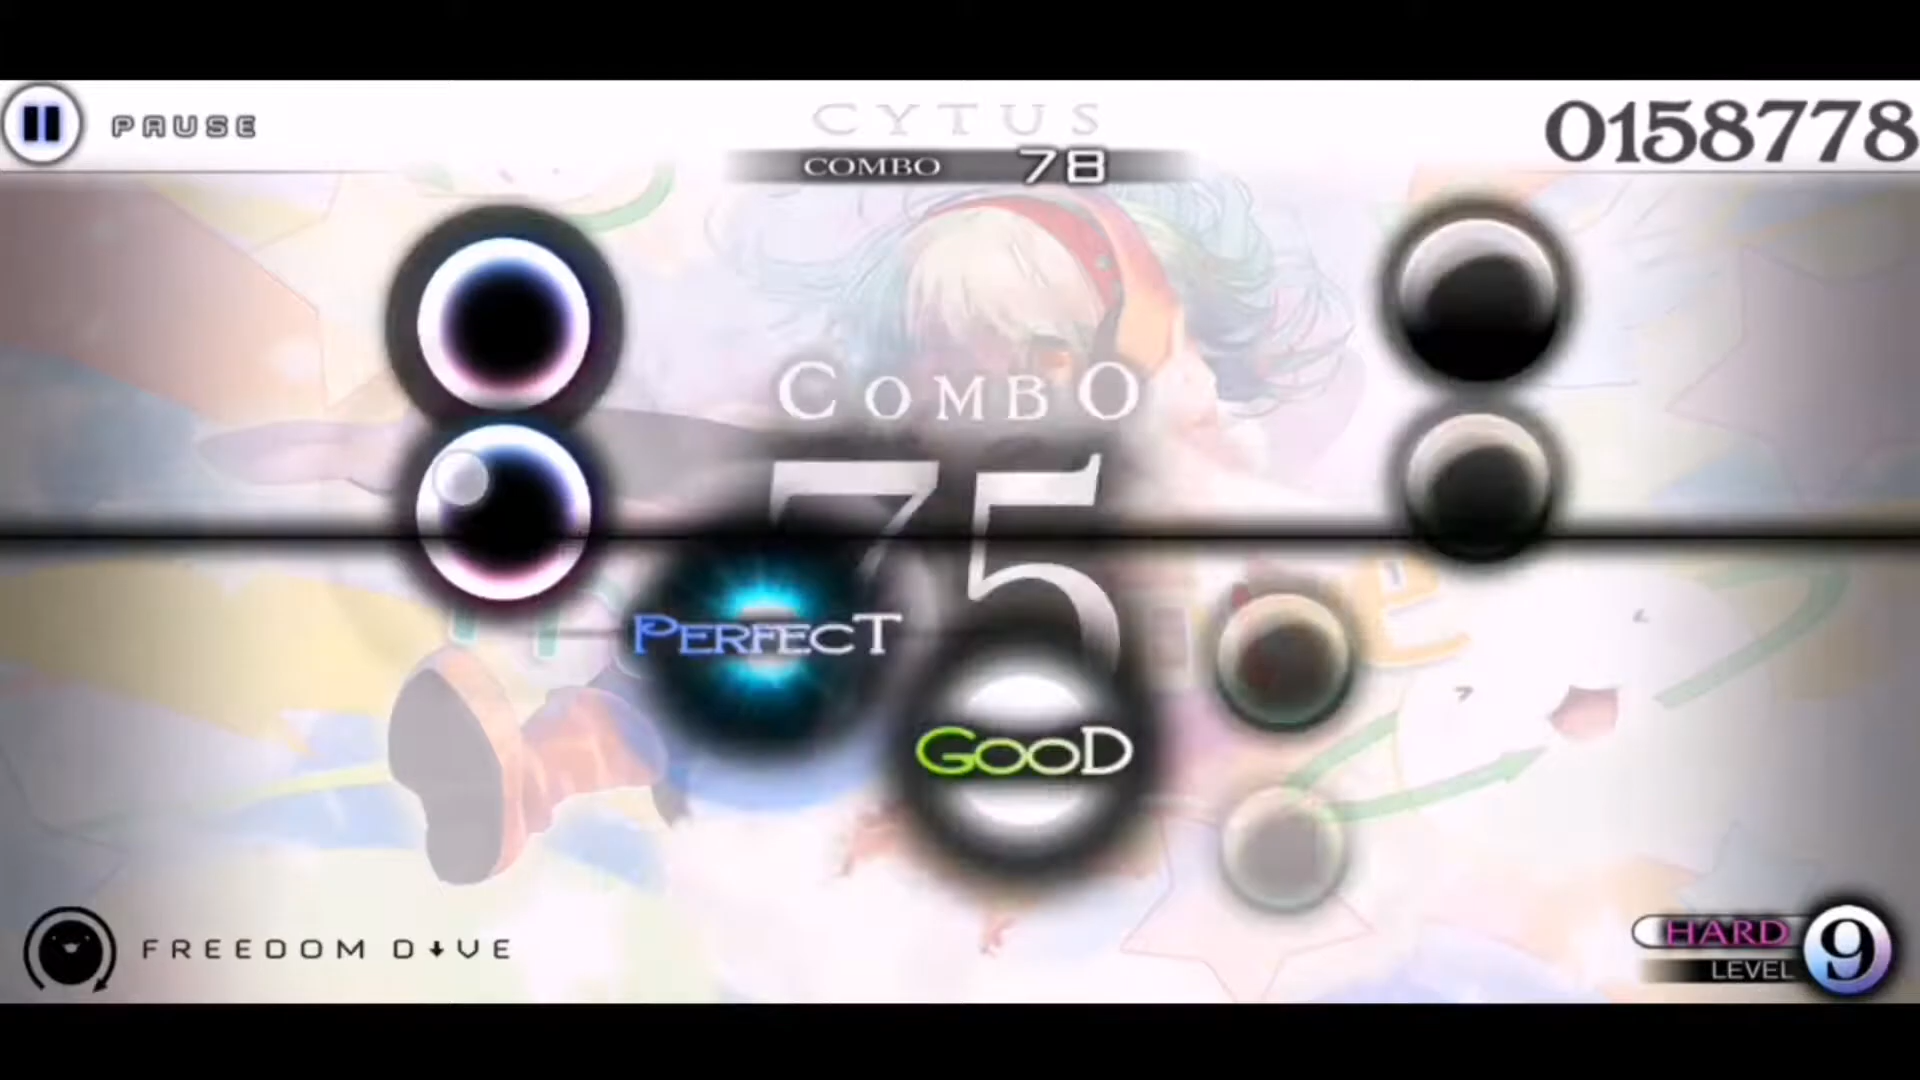 PAUSE
CYTUS
0158778
COMBO 78
COMBO
75
PERFECT
GOOD
FREEDOM D↓VE
HARD
LEVEL 9